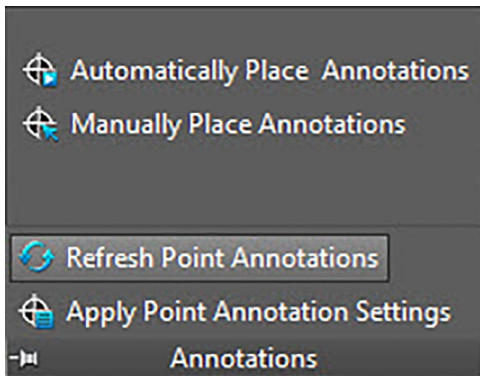 Automatically Place Annotations
Manually Place Annotations
Refresh Point Annotations
Apply Point Annotation Settings
Annotations